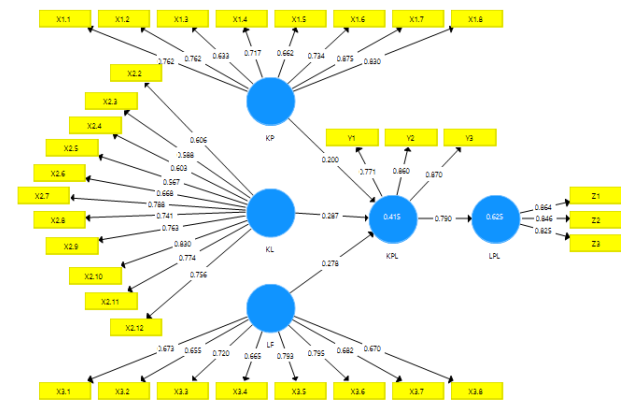 X1.1
X1.2
X1.3
X1.4
X1.5
X1.6
X1.7
X1.8
0.762
0.762
0.633
0.717
0.662
0.734
0.875
0.830
KP
X2.2
X2.3
X2.4
X2.5
X2.6
X2.7
X2.8
X2.9
X2.10
X2.11
X2.12
0.606
0.588
0.603
0.567
0.668
0.788
0.741
0.763
0.830
0.774
0.756
KL
0.200
0.287
0.278
Y1
Y2
Y3
0.771
0.860
0.870
0.415
KPL
0.790
0.625
LPL
0.864
0.846
0.825
Z1
Z2
Z3
LF
0.673
0.655
0.720
0.665
0.793
0.795
0.682
0.670
X3.1
X3.2
X3.3
X3.4
X3.5
X3.6
X3.7
X3.8